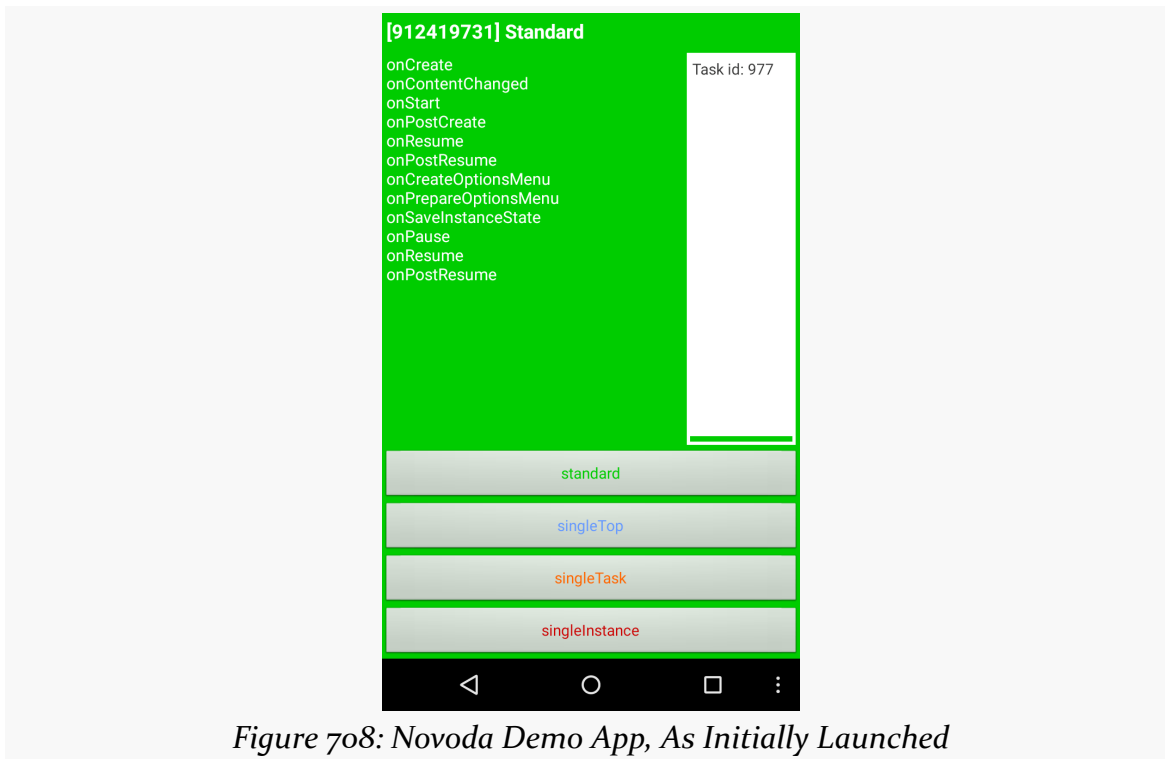 [912419731] Standard
onCreate
onContentChanged
onStart
onPostCreate
onResume
onPostResume
onCreateOptionsMenu
onPrepareOptionsMenu
onSaveInstanceState
onPause
onResume
onPostResume
Task id: 977
standard
singleTop
singleTask
singleInstance
Figure 708: Novoda Demo App, As Initially Launched